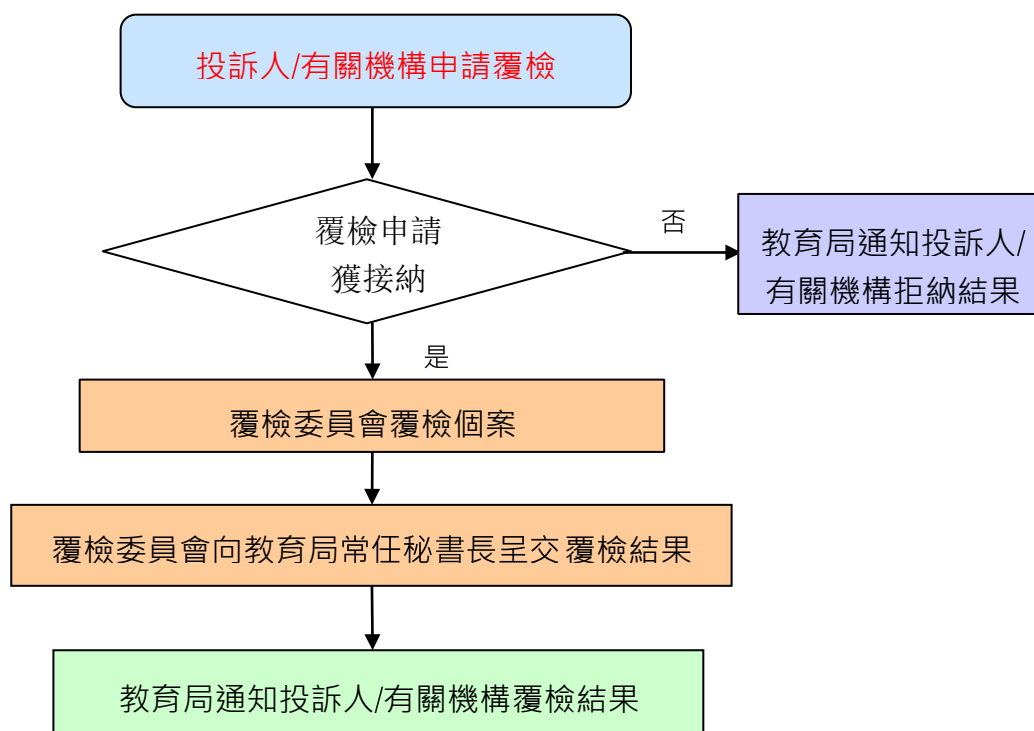 投訴人/有關機構申請覆檢
覆檢申請
獲接納
否
教育局通知投訴人/
有關機構拒納結果
是
覆檢委員會覆檢個案
覆檢委員會向教育局常任秘書長呈交覆檢結果
教育局通知投訴人/有關機構覆檢結果